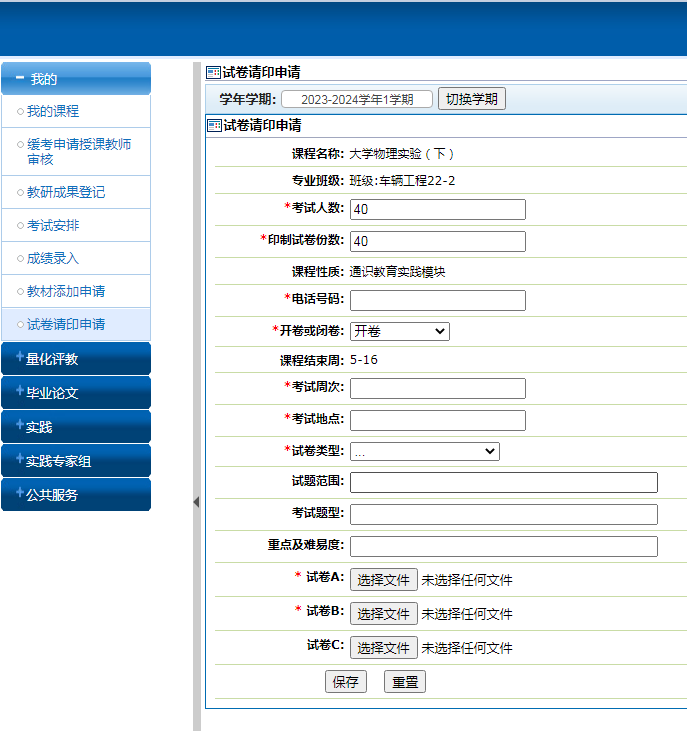 我的
我的课程
缓考申请授课教师
审核
教研成果登记
考试安排
成绩录入
教材添加申请
试卷请印申请
量化评教
毕业论文
实践
实践专家组
公共服务
试卷请印申请
学年学期: 2023-2024学年1学期 切换学期
试卷请印申请
课程名称: 大学物理实验（下）
专业班级: 班级:车辆工程22-2
*考试人数: 40
*印制试卷份数: 40
课程性质: 通识教育实践模块
*电话号码:
*开卷或闭卷: 开卷
课程结束周: 5-16
*考试周次:
*考试地点:
*试卷类型: ...
试题范围:
考试题型:
重点及难易度:
* 试卷A: 选择文件 未选择任何文件
* 试卷B: 选择文件 未选择任何文件
试卷C: 选择文件 未选择任何文件
保存 重置